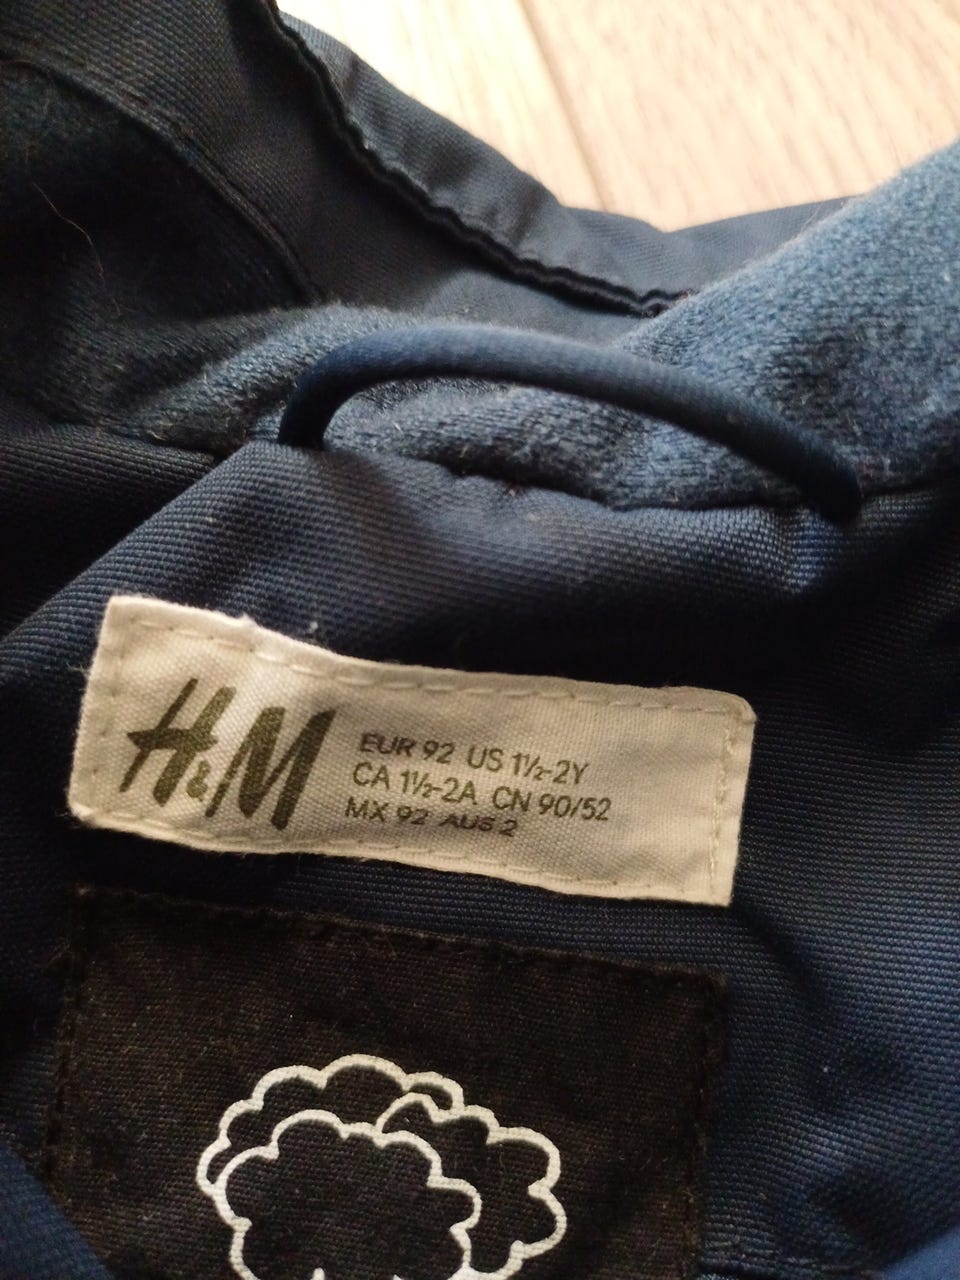 H&M
EUR 92 US 1½-2Y
CA 1½-2A CN 90/52
MX 92 AUS 2